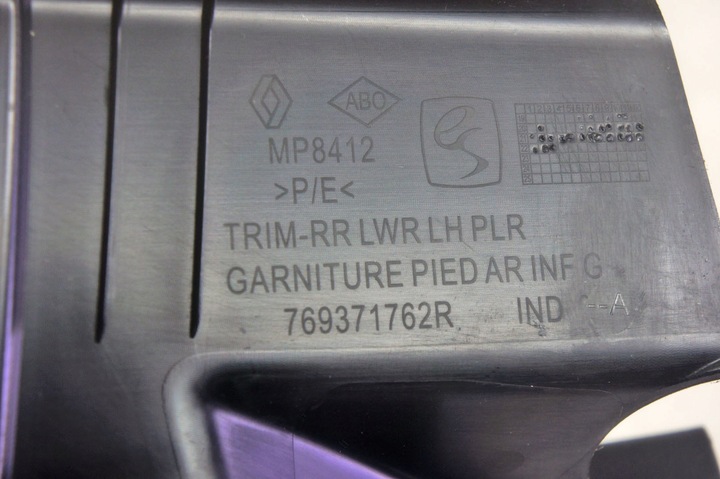 ABO
MP8412
>P/E<
TRIM-RR LWR LH PLR
GARNITURE PIED AR INF G
769371762R IND --A